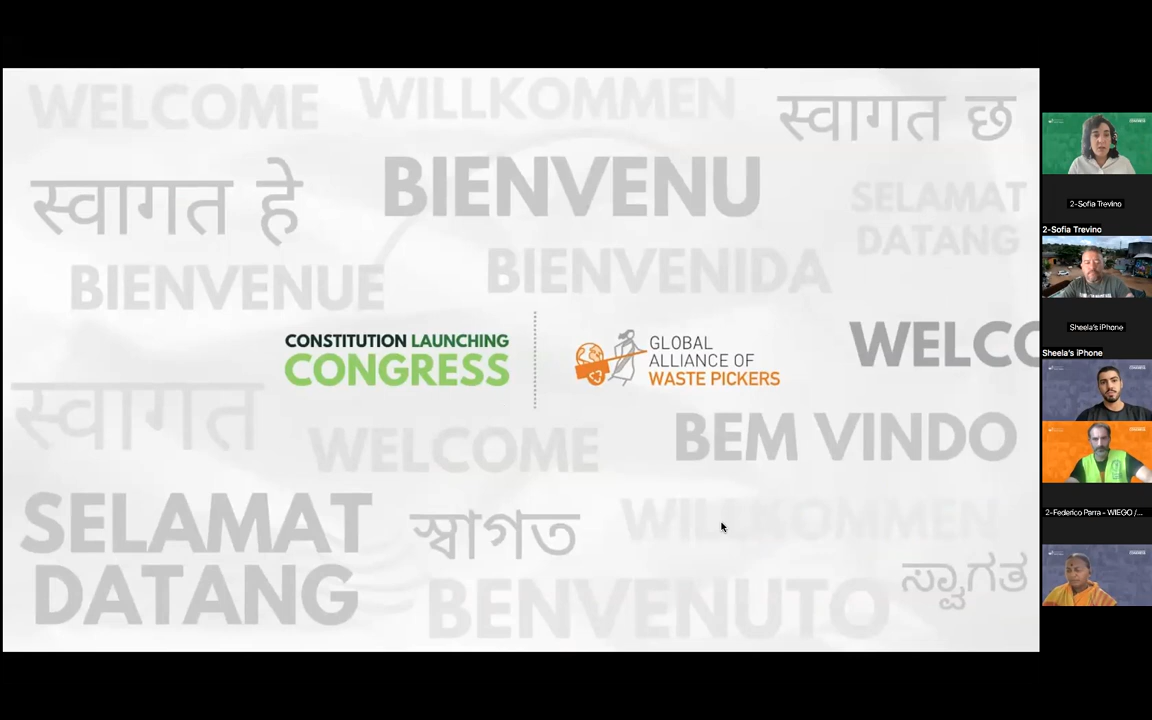 WELCOME
WILLKOMMEN
स्वागत छ
स्वागत हे
BIENVENU
SELAMAT
DATANG
BIENVENUE
BIENVENIDA
CONSTITUTION LAUNCHING
CONGRESS
GLOBAL
ALLIANCE OF
WASTE PICKERS
WELCO
स्वागत
WELCOME
BEM VINDO
SELAMAT
DATANG
স্বাগত
WILLKOMMEN
ಸ್ವಾಗತ
BENVENUTO
2-Sofia Trevino
2-Sofia Trevino
Sheela's iPhone
Sheela's iPhone
2-Federico Parra - WIEGO /...